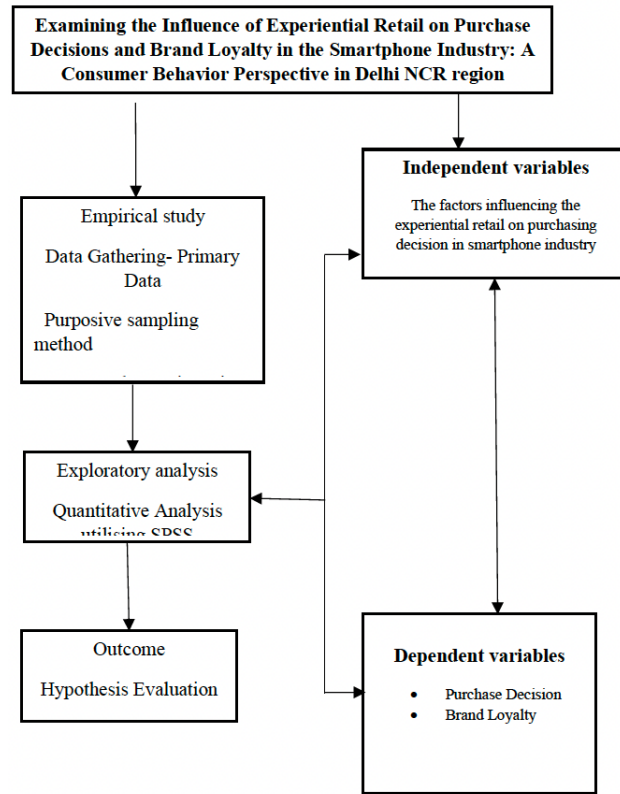 Examining the Influence of Experiential Retail on Purchase
Decisions and Brand Loyalty in the Smartphone Industry: A
Consumer Behavior Perspective in Delhi NCR region
Independent variables
The factors influencing the
experiential retail on purchasing
decision in smartphone industry
Empirical study
Data Gathering- Primary
Data
Purposive sampling
method
Exploratory analysis
Quantitative Analysis
utilising SPSS
Outcome
Hypothesis Evaluation
Dependent variables
• Purchase Decision
• Brand Loyalty